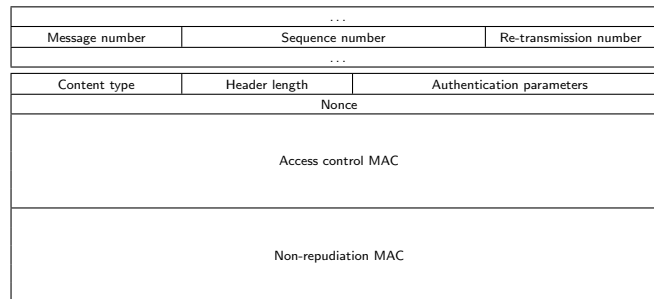 ...
Message number Sequence number Re-transmission number
...
Content type Header length Authentication parameters
Nonce
Access control MAC
Non-repudiation MAC